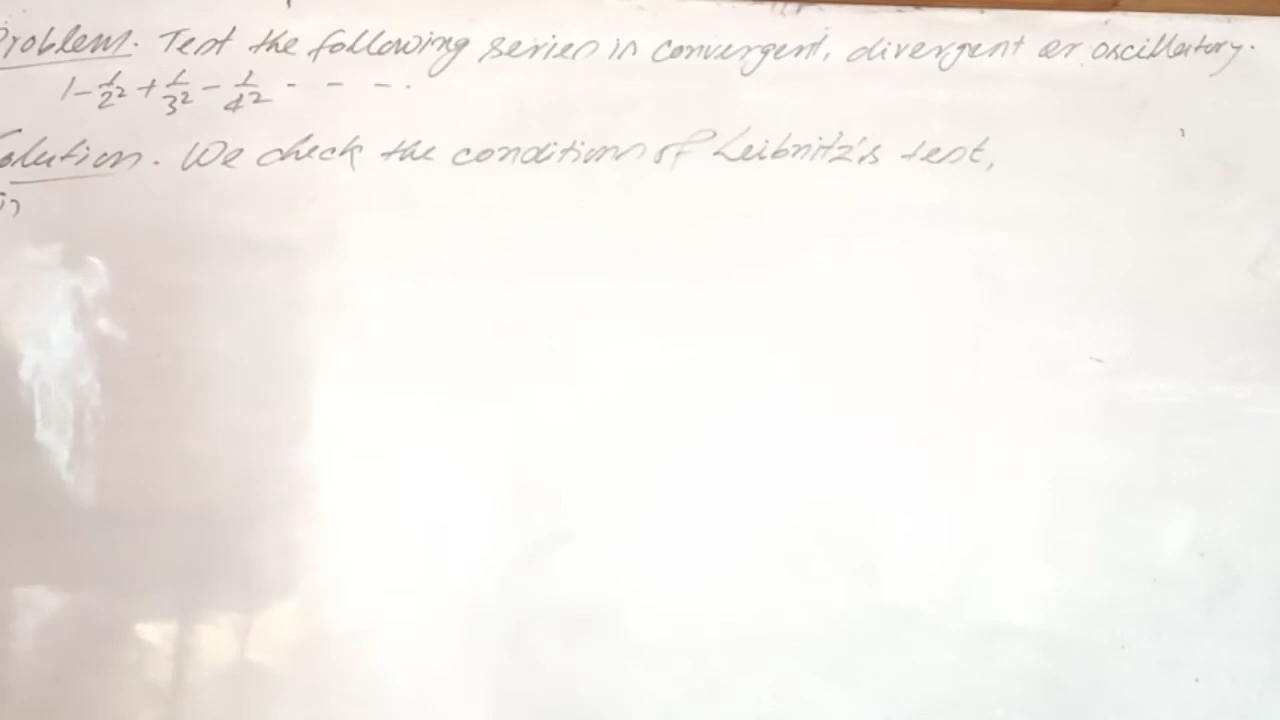 Problem. Test the following series is convergent, divergent or oscillatory.
1 - 1/2² + 1/3² - 1/4² - - - .
Solution. We check the conditions of Leibnitz's test,